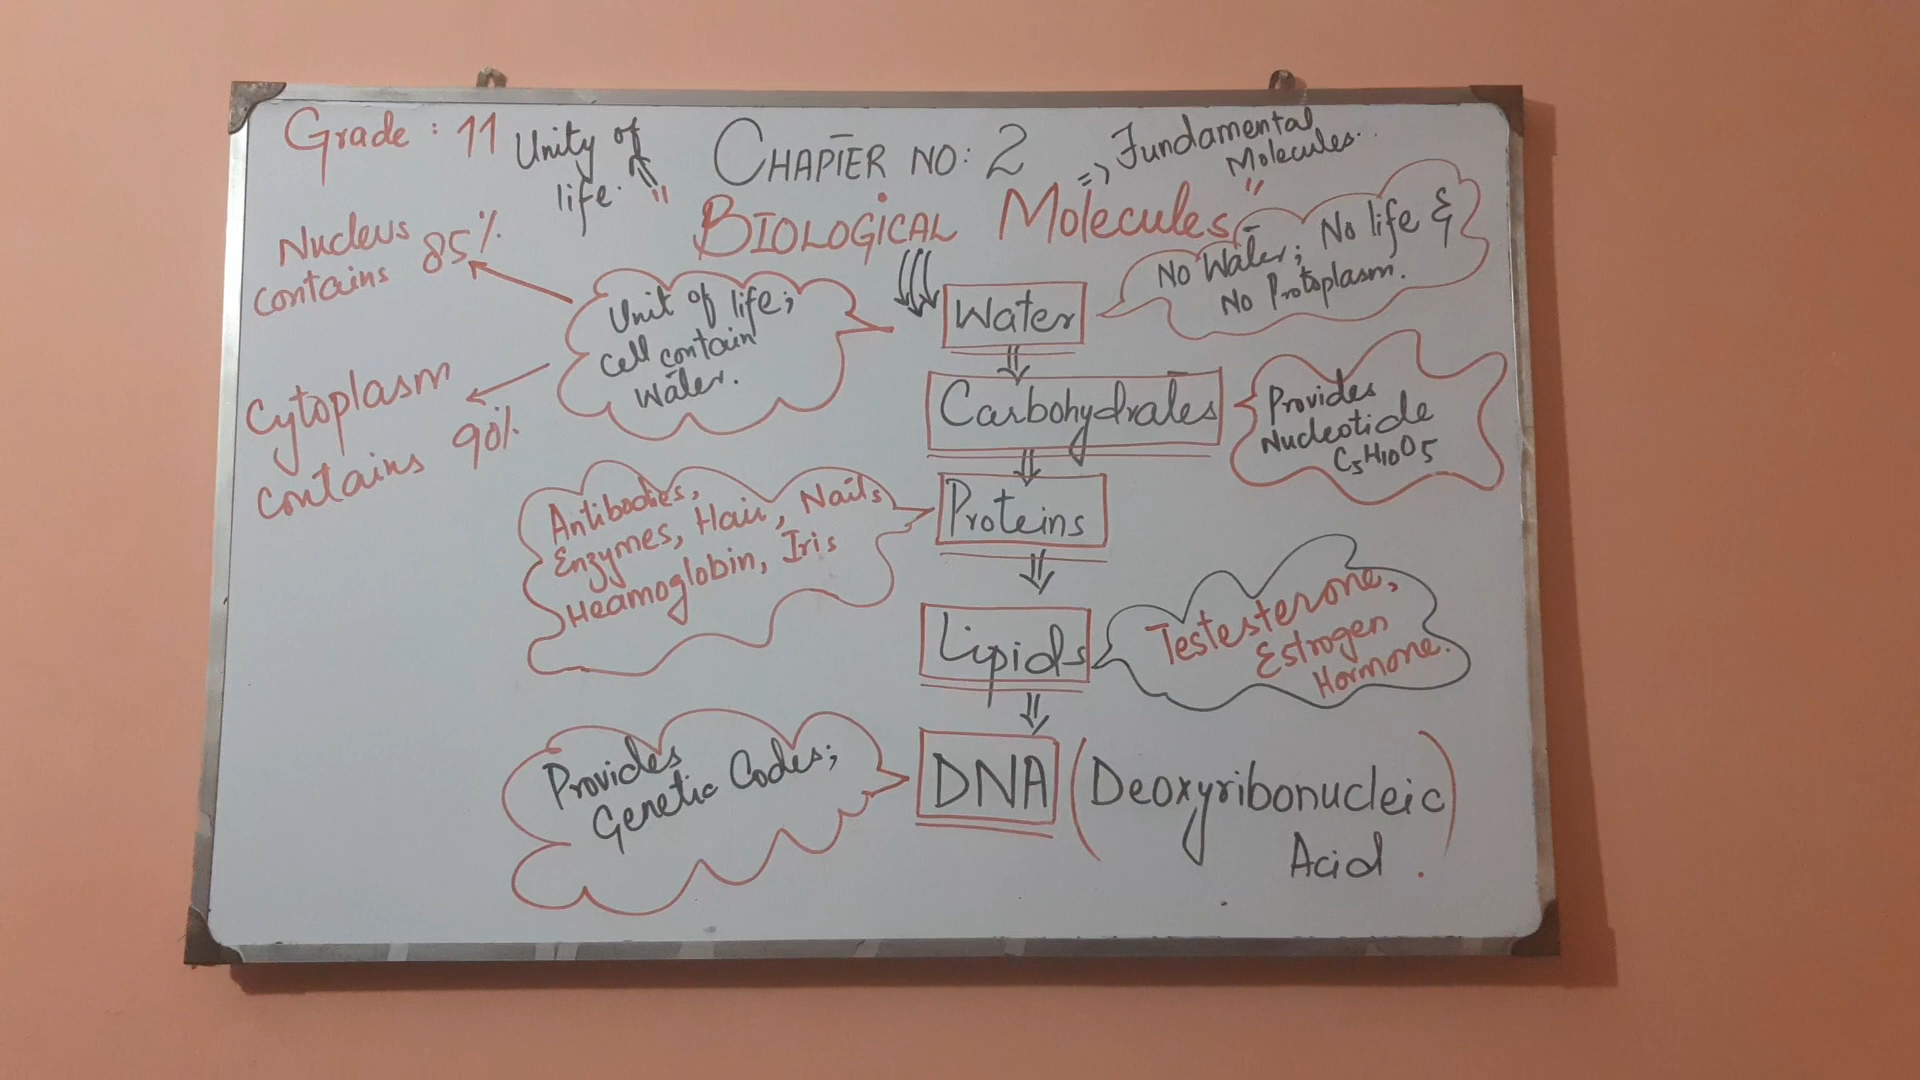 Grade : 11
Unity of
life.
CHAPTER NO: 2
=> Fundamental
Molecules..
" BIOLOGICAL Molecules "
Nucleus
contains 85%
Cytoplasm
contains 90%
Unit of life;
Cell contain
Water.
Water
No Water; No life &
No Protoplasm.
Carbohydrates
Provides
Nucleotide
C5H10O5
Antibodies,
Enzymes, Hair, Nails
Heamoglobin, Iris
Proteins
Lipids
Testesterone,
Estrogen
Hormone.
Provides
Genetic Codes;
DNA (Deoxyribonucleic)
Acid.